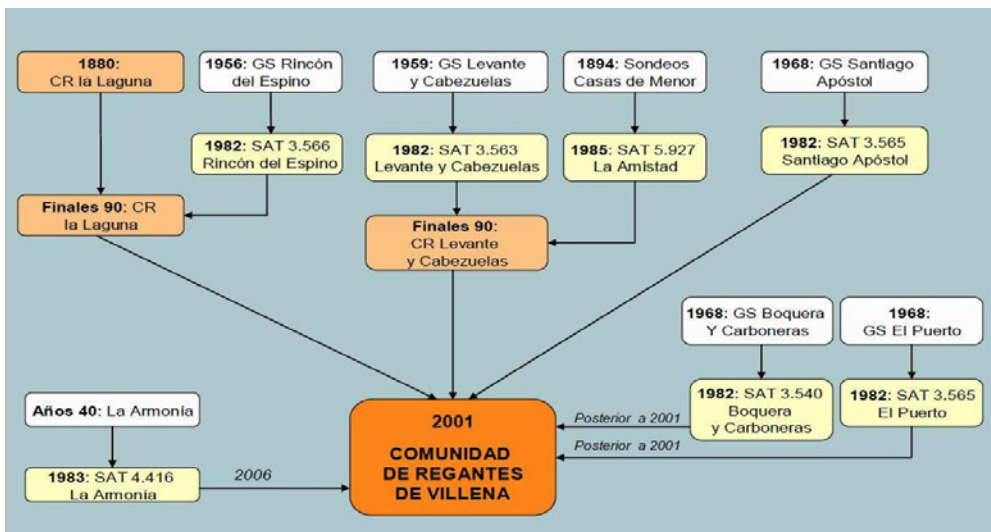 1880:
CR la Laguna
1956: GS Rincón
del Espino
1959: GS Levante
y Cabezuelas
1894: Sondeos
Casas de Menor
1968: GS Santiago
Apóstol
1982: SAT 3.566
Rincón del Espino
1982: SAT 3.563
Levante y Cabezuelas
1985: SAT 5.927
La Amistad
1982: SAT 3.565
Santiago Apóstol
Finales 90: CR
la Laguna
Finales 90:
CR Levante
y Cabezuelas
1968: GS Boquera
Y Carboneras
1968:
GS El Puerto
Años 40: La Armonía
1983: SAT 4.416
La Armonía
2006
2001
COMUNIDAD
DE REGANTES
DE VILLENA
Posterior a 2001
Posterior a 2001
1982: SAT 3.540
Boquera
y Carboneras
1982: SAT 3.565
El Puerto